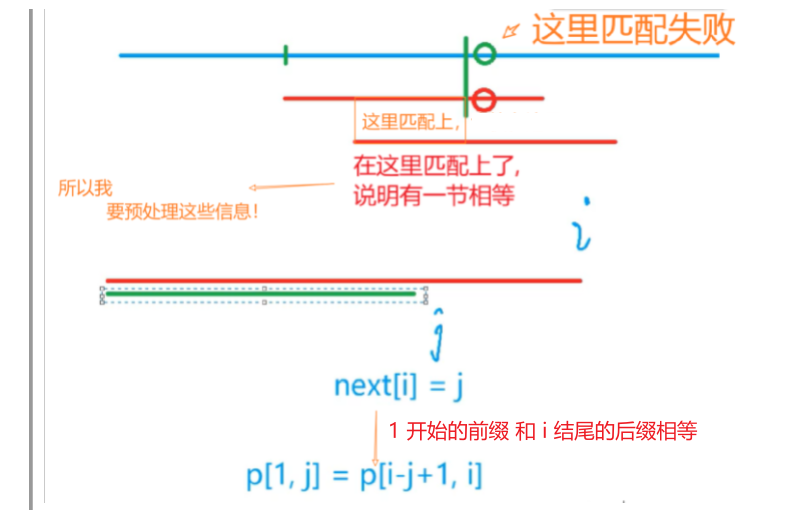 这里匹配失败
这里匹配上,
在这里匹配上了,
说明有一节相等
所以我
要预处理这些信息!
i
j
next[i] = j
1 开始的前缀 和 i 结尾的后缀相等
p[1, j] = p[i-j+1, i]